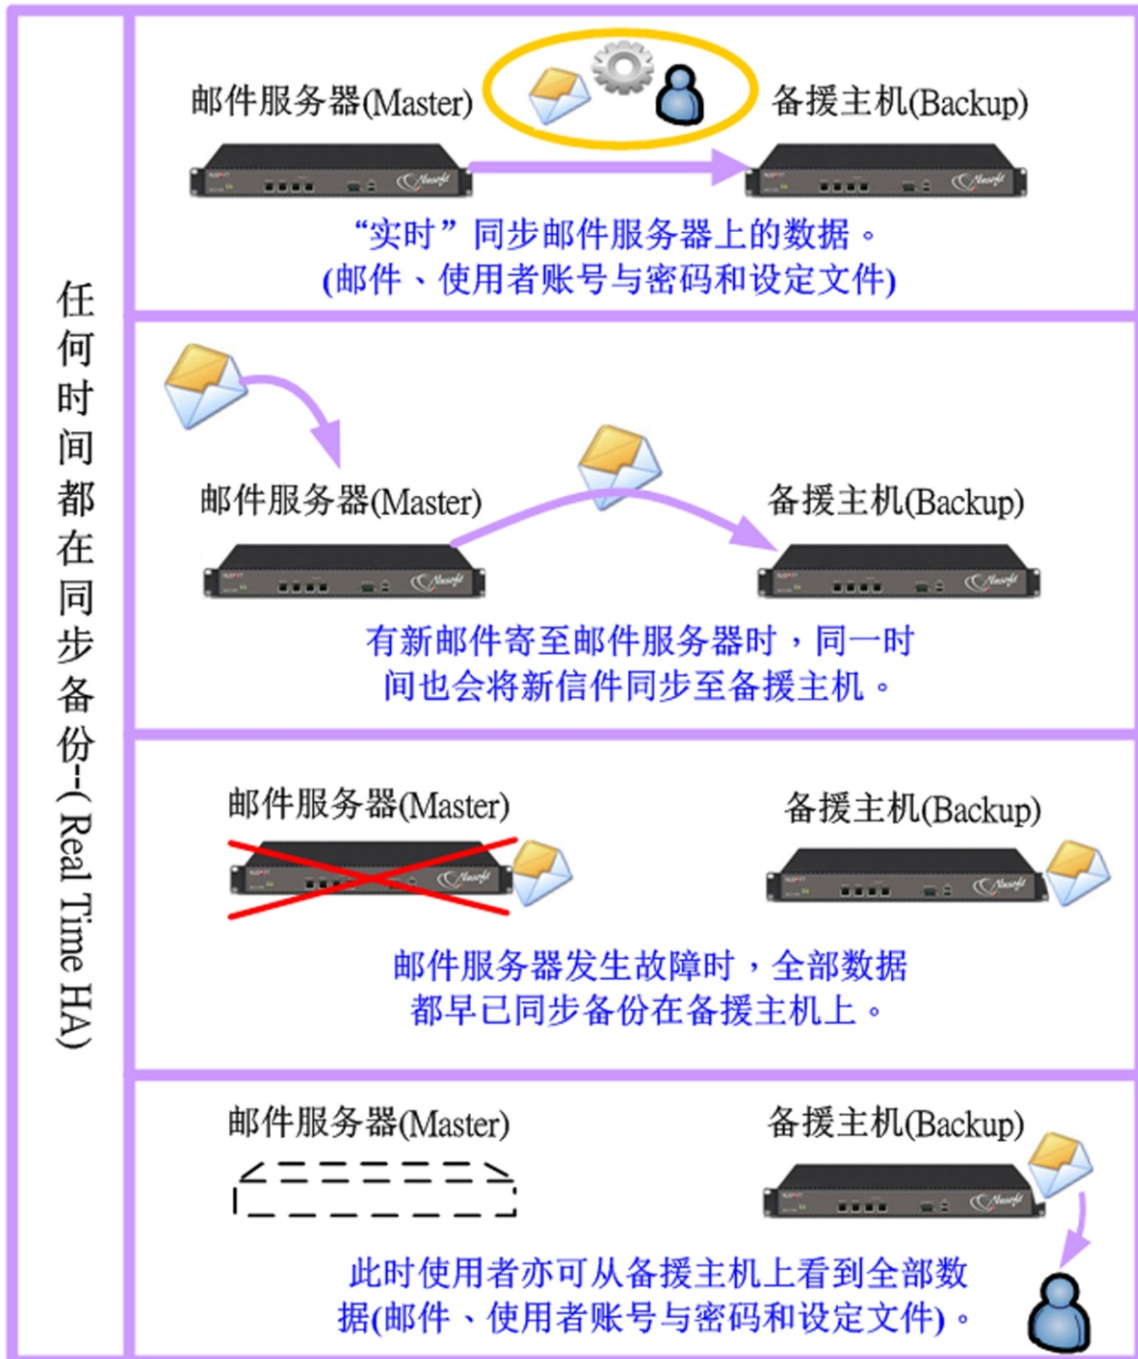 任何时间都在同步备份--( Real Time HA)
邮件服务器(Master)
备援主机(Backup)
Nusoft
Nusoft
“实时”同步邮件服务器上的数据。
(邮件、使用者账号与密码和设定文件)
邮件服务器(Master)
备援主机(Backup)
Nusoft
Nusoft
有新邮件寄至邮件服务器时，同一时
间也会将新信件同步至备援主机。
邮件服务器(Master)
备援主机(Backup)
Nusoft
Nusoft
邮件服务器发生故障时，全部数据
都早已同步备份在备援主机上。
邮件服务器(Master)
备援主机(Backup)
Nusoft
此时使用者亦可从备援主机上看到全部数
据(邮件、使用者账号与密码和设定文件)。